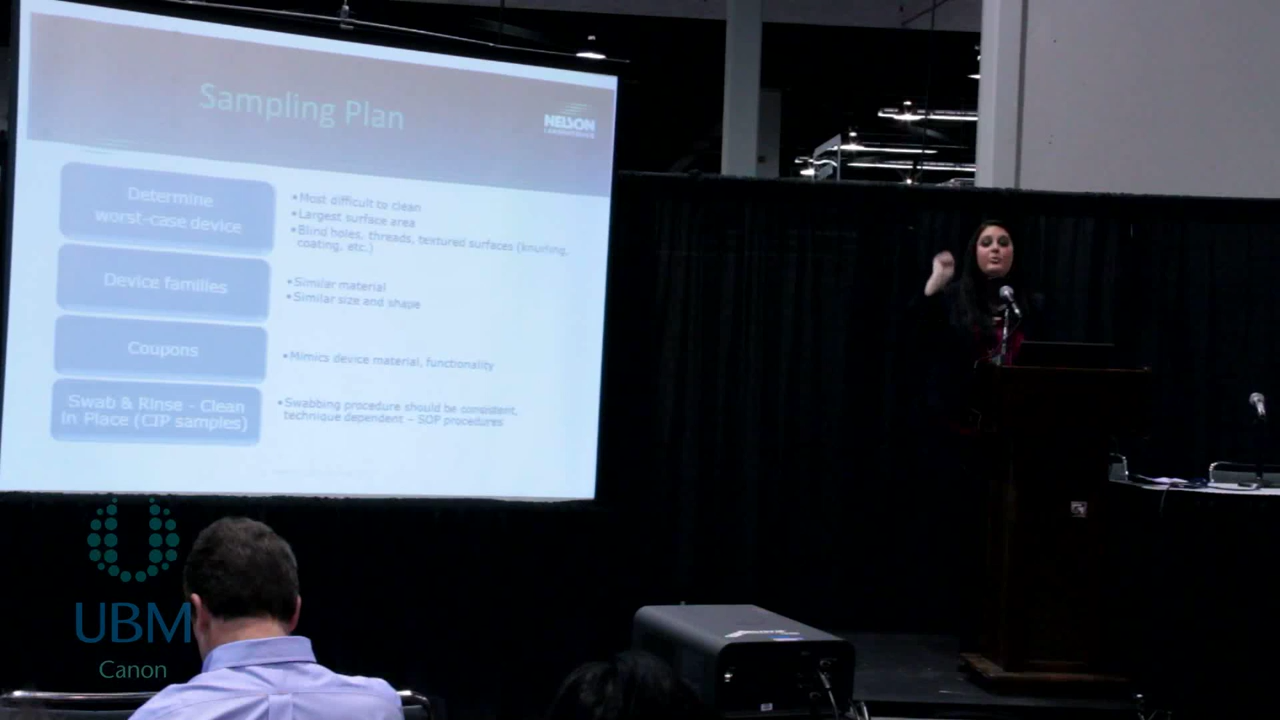 Sampling Plan
NELSON
LABORATORIES
Determine
worst-case device
• Most difficult to clean
• Largest surface area
• Blind holes, threads, textured surfaces (knurling,
coating, etc.)
Device families
• Similar material
• Similar size and shape
Coupons
• Mimics device material, functionality
Swab & Rinse - Clean
In Place (CIP samples)
• Swabbing procedure should be consistent,
technique dependent – SOP procedures
UBM
Canon